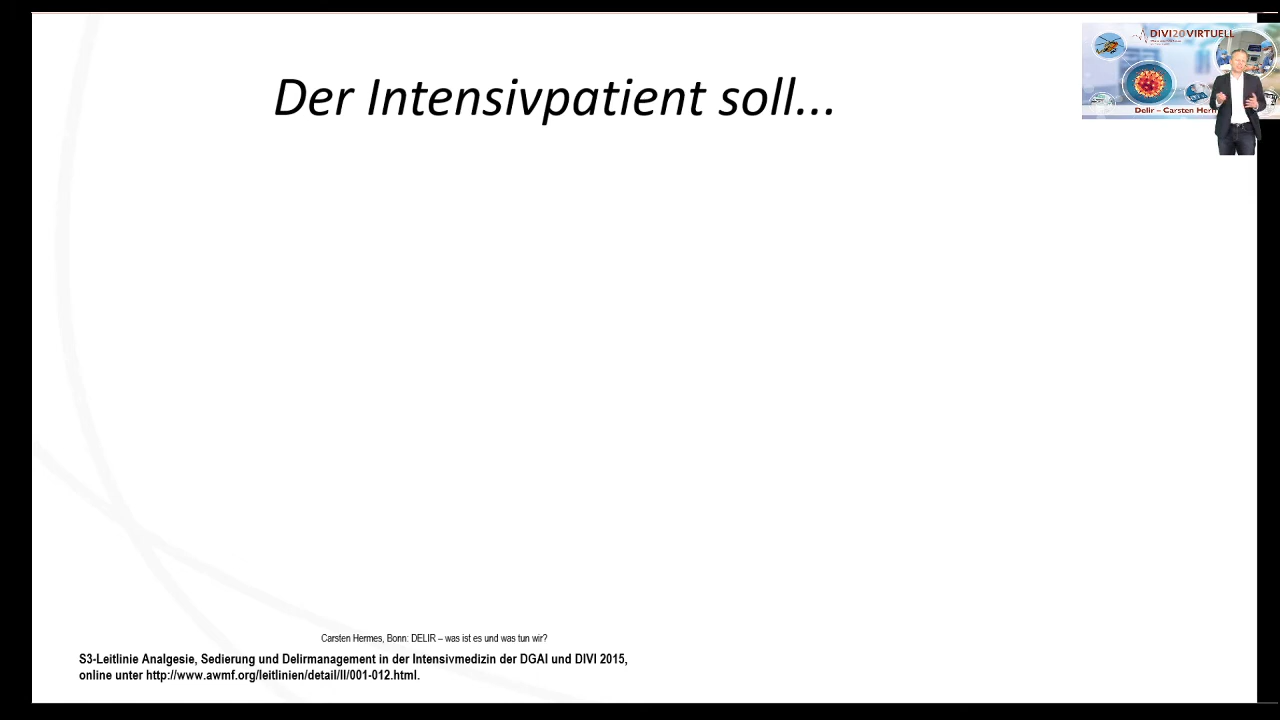 Der Intensivpatient soll...
DIVI20 VIRTUELL
Delir – Carsten
Carsten Hermes, Bonn: DELIR – was ist es und was tun wir?
S3-Leitlinie Analgesie, Sedierung und Delirmanagement in der Intensivmedizin der DGAI und DIVI 2015,
online unter http://www.awmf.org/leitlinien/detail/ll/001-012.html.